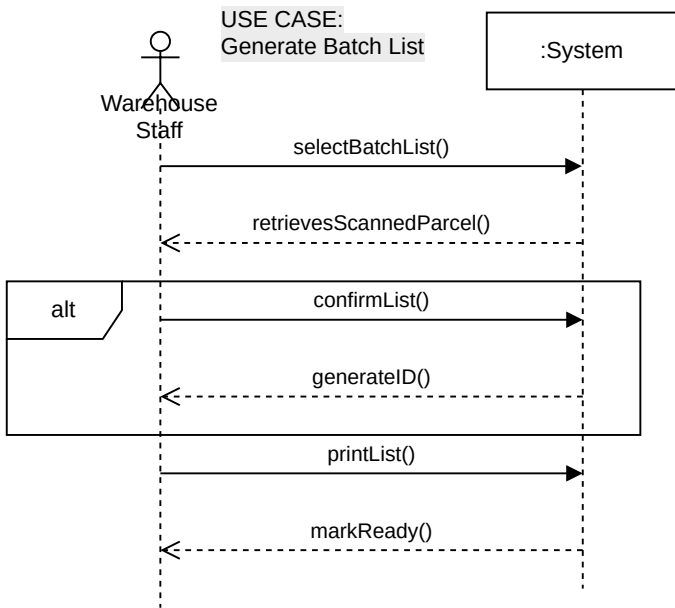 USE CASE:
Generate Batch List
:System
Warehouse
Staff
selectBatchList()
retrievesScannedParcel()
alt
confirmList()
generateID()
printList()
markReady()